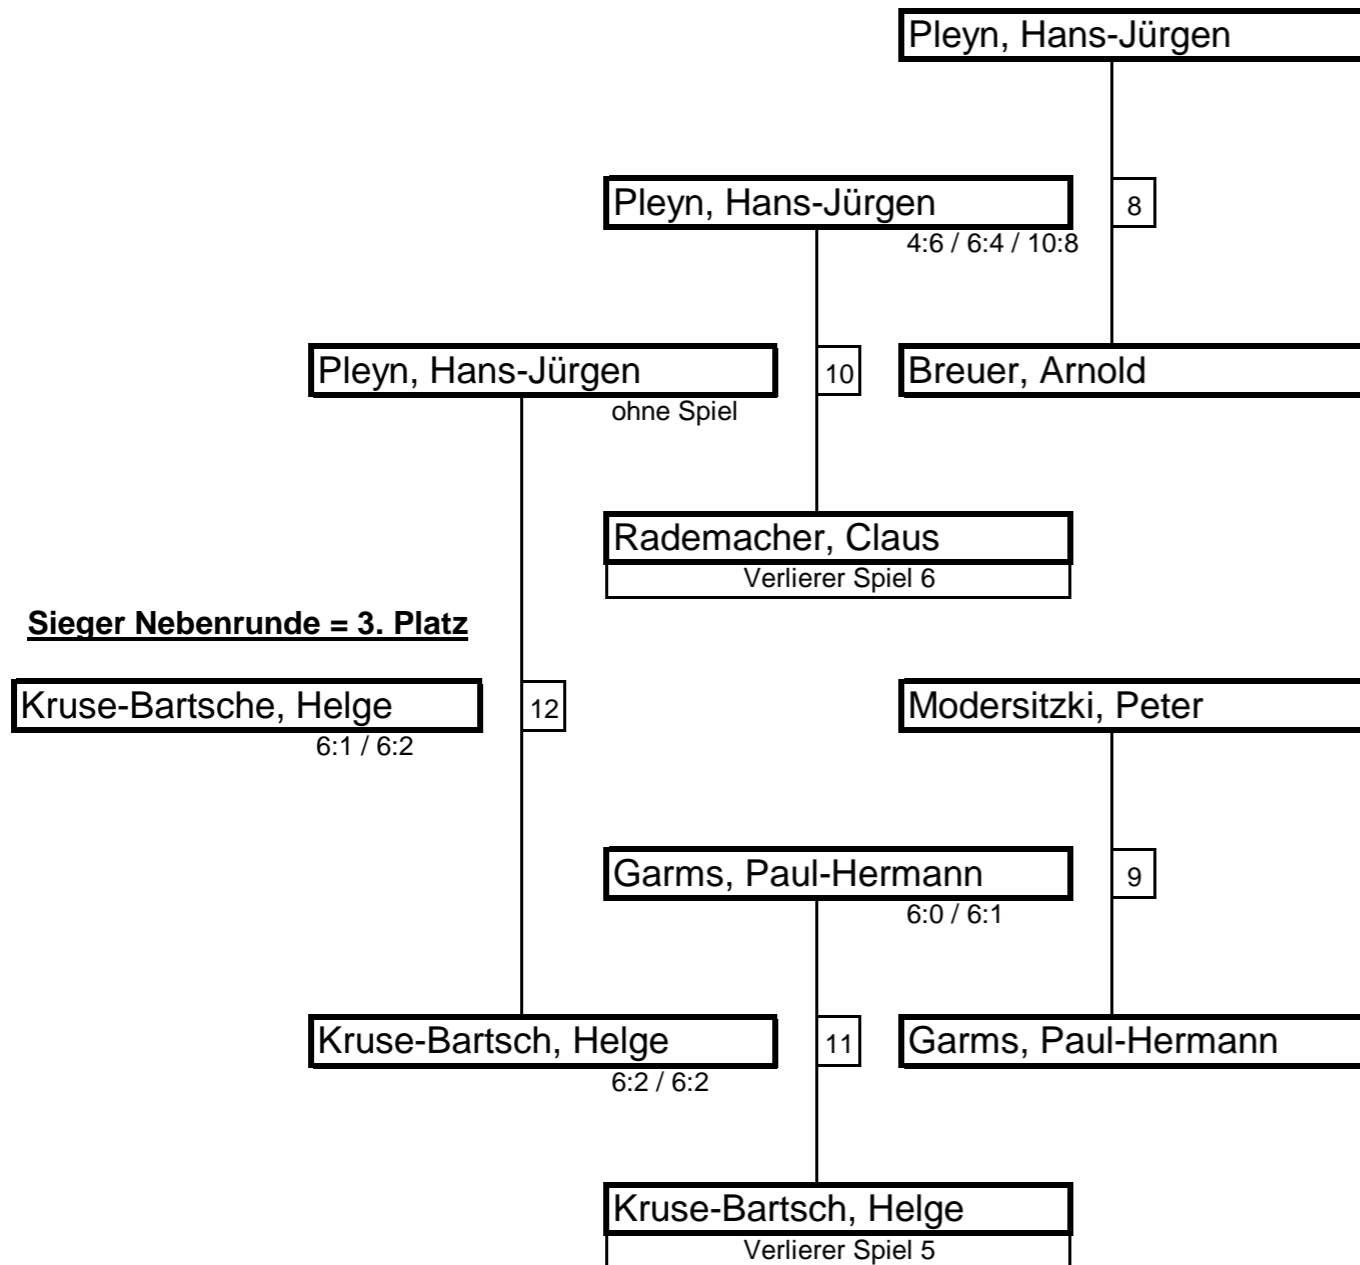 Pleyn, Hans-Jürgen
Pleyn, Hans-Jürgen
8
4:6 / 6:4 / 10:8
Pleyn, Hans-Jürgen
10
Breuer, Arnold
ohne Spiel
Rademacher, Claus
Verlierer Spiel 6
Sieger Nebenrunde = 3. Platz
Kruse-Bartsche, Helge
12
Modersitzki, Peter
6:1 / 6:2
Garms, Paul-Hermann
9
6:0 / 6:1
Kruse-Bartsch, Helge
11
Garms, Paul-Hermann
6:2 / 6:2
Kruse-Bartsch, Helge
Verlierer Spiel 5